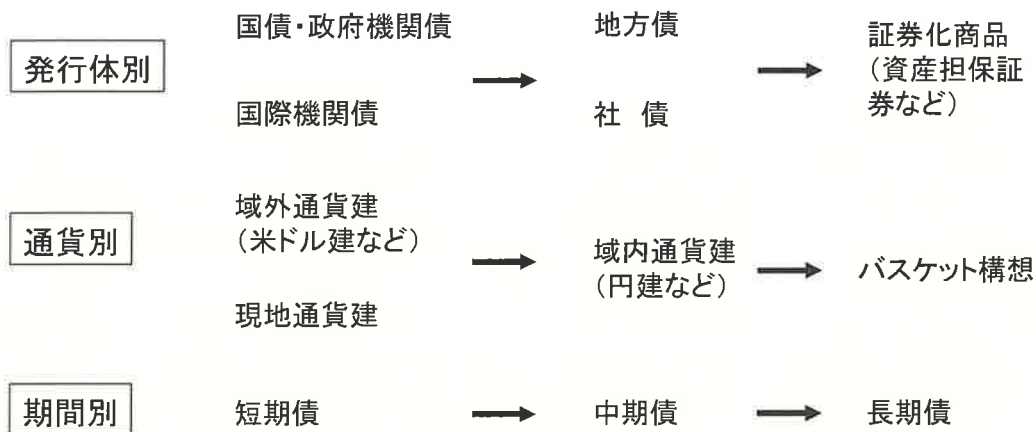 発行体別
国債・政府機関債
国際機関債
地方債
社 債
証券化商品
(資産担保証
券など)
通貨別
域外通貨建
(米ドル建など)
現地通貨建
域内通貨建
(円建など)
バスケット構想
期間別
短期債
中期債
長期債